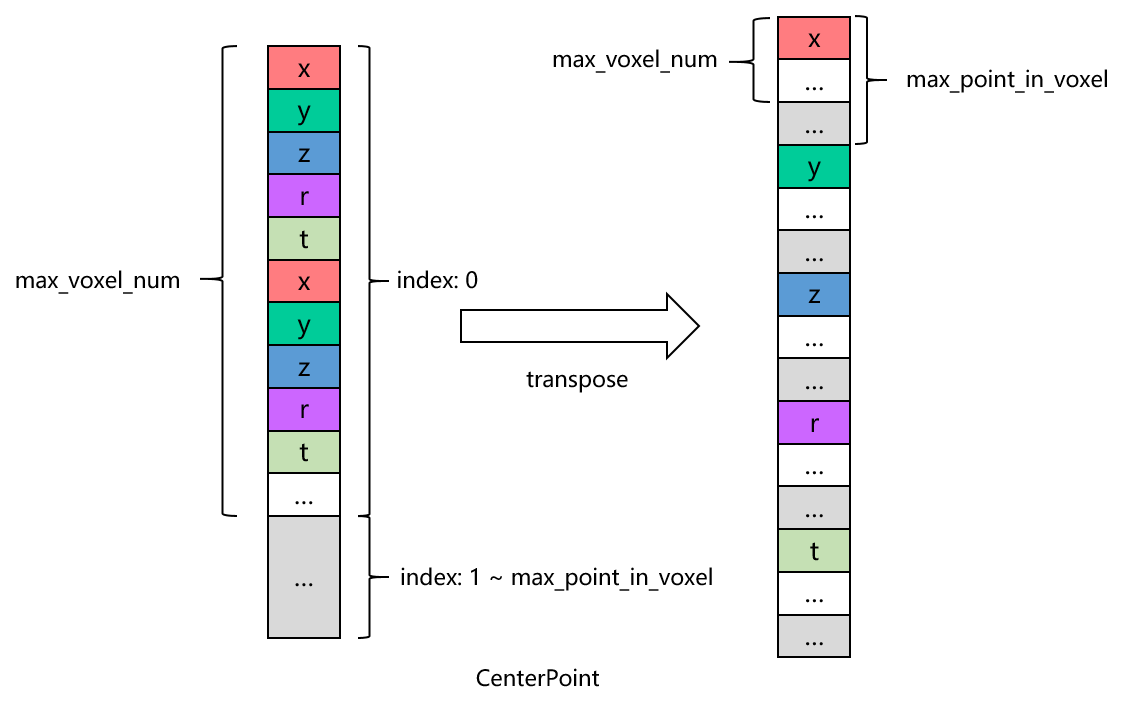 max_voxel_num
x
y
z
r
t
x
y
z
r
t
...
...
index: 0
index: 1 ~ max_point_in_voxel
transpose
max_voxel_num
x
...
...
y
...
...
z
...
...
r
...
...
t
...
...
max_point_in_voxel
CenterPoint